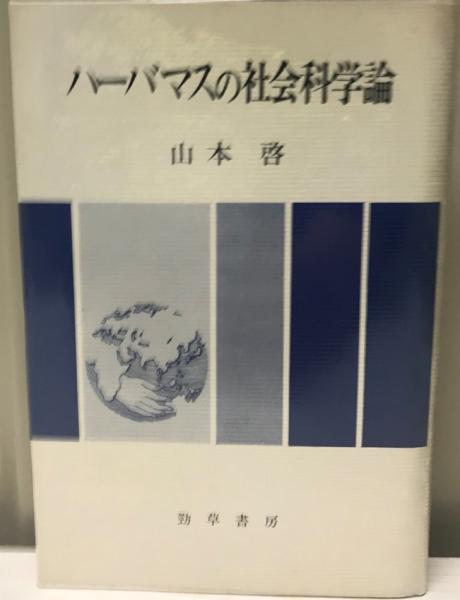 ハーバマスの社会科学論
山本 啓
勁草書房